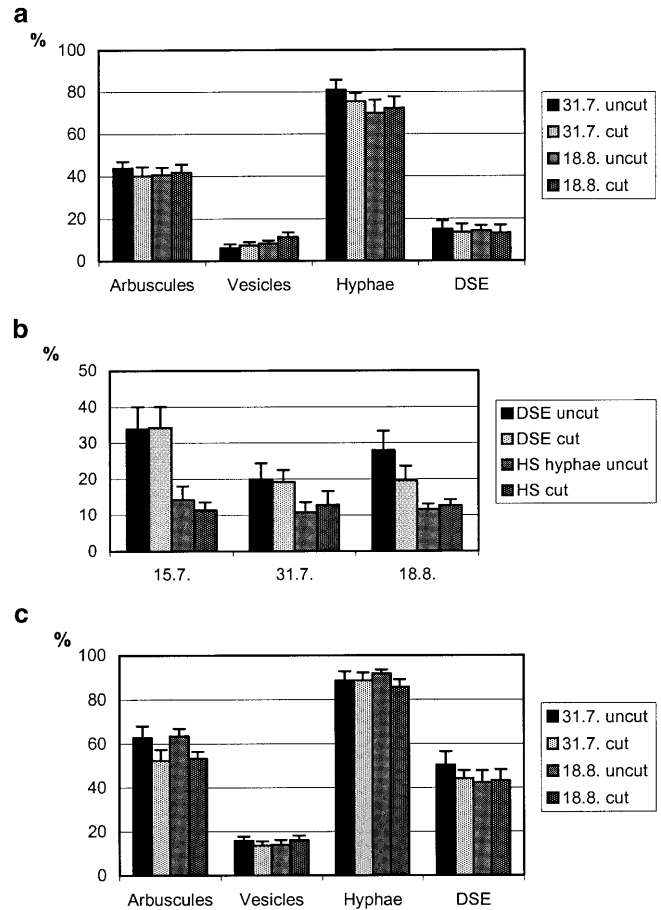 a
%
100
80
60
40
20
0
Arbuscules Vesicles Hyphae DSE
31.7. uncut
31.7. cut
18.8. uncut
18.8. cut
b
%
50
40
30
20
10
0
15.7. 31.7. 18.8.
DSE uncut
DSE cut
HS hyphae uncut
HS cut
c
%
100
80
60
40
20
0
Arbuscules Vesicles Hyphae DSE
31.7. uncut
31.7. cut
18.8. uncut
18.8. cut